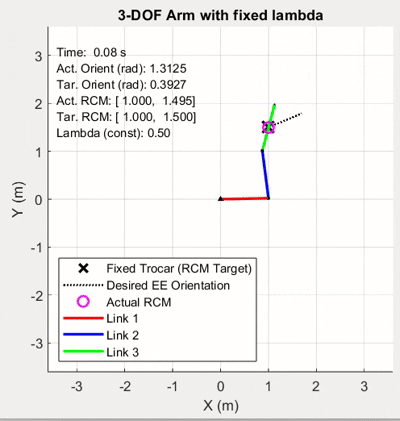 3-DOF Arm with fixed lambda
Time:  0.08 s
Act. Orient (rad): 1.3125
Tar. Orient (rad): 0.3927
Act. RCM: [ 1.000,  1.495]
Tar. RCM: [ 1.000,  1.500]
Lambda (const): 0.50
3
2
1
0
-1
-2
-3
Y (m)
Fixed Trocar (RCM Target)
Desired EE Orientation
Actual RCM
Link 1
Link 2
Link 3
-3 -2 -1 0 1 2 3
X (m)